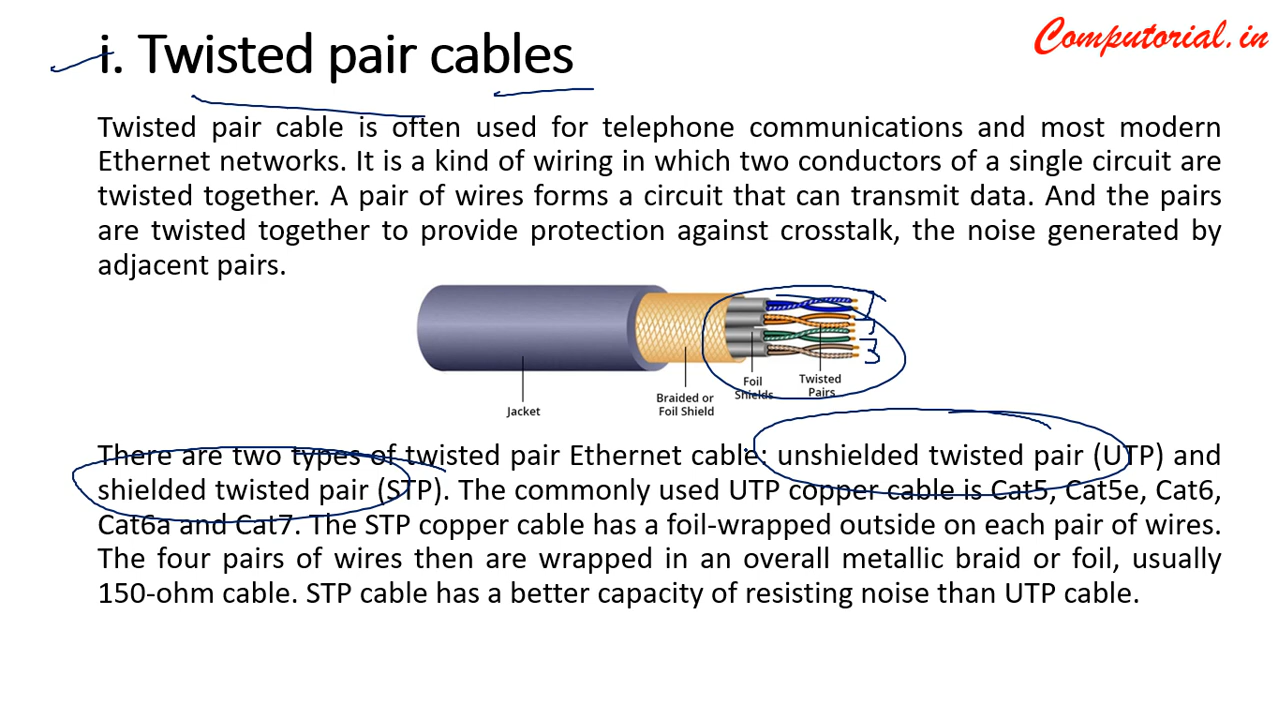 Computorial.in
i. Twisted pair cables
Twisted pair cable is often used for telephone communications and most modern
Ethernet networks. It is a kind of wiring in which two conductors of a single circuit are
twisted together. A pair of wires forms a circuit that can transmit data. And the pairs
are twisted together to provide protection against crosstalk, the noise generated by
adjacent pairs.
Jacket
Braided or
Foil Shield
Foil
Shields
Twisted
Pairs
There are two types of twisted pair Ethernet cable: unshielded twisted pair (UTP) and
shielded twisted pair (STP). The commonly used UTP copper cable is Cat5, Cat5e, Cat6,
Cat6a and Cat7. The STP copper cable has a foil-wrapped outside on each pair of wires.
The four pairs of wires then are wrapped in an overall metallic braid or foil, usually
150-ohm cable. STP cable has a better capacity of resisting noise than UTP cable.